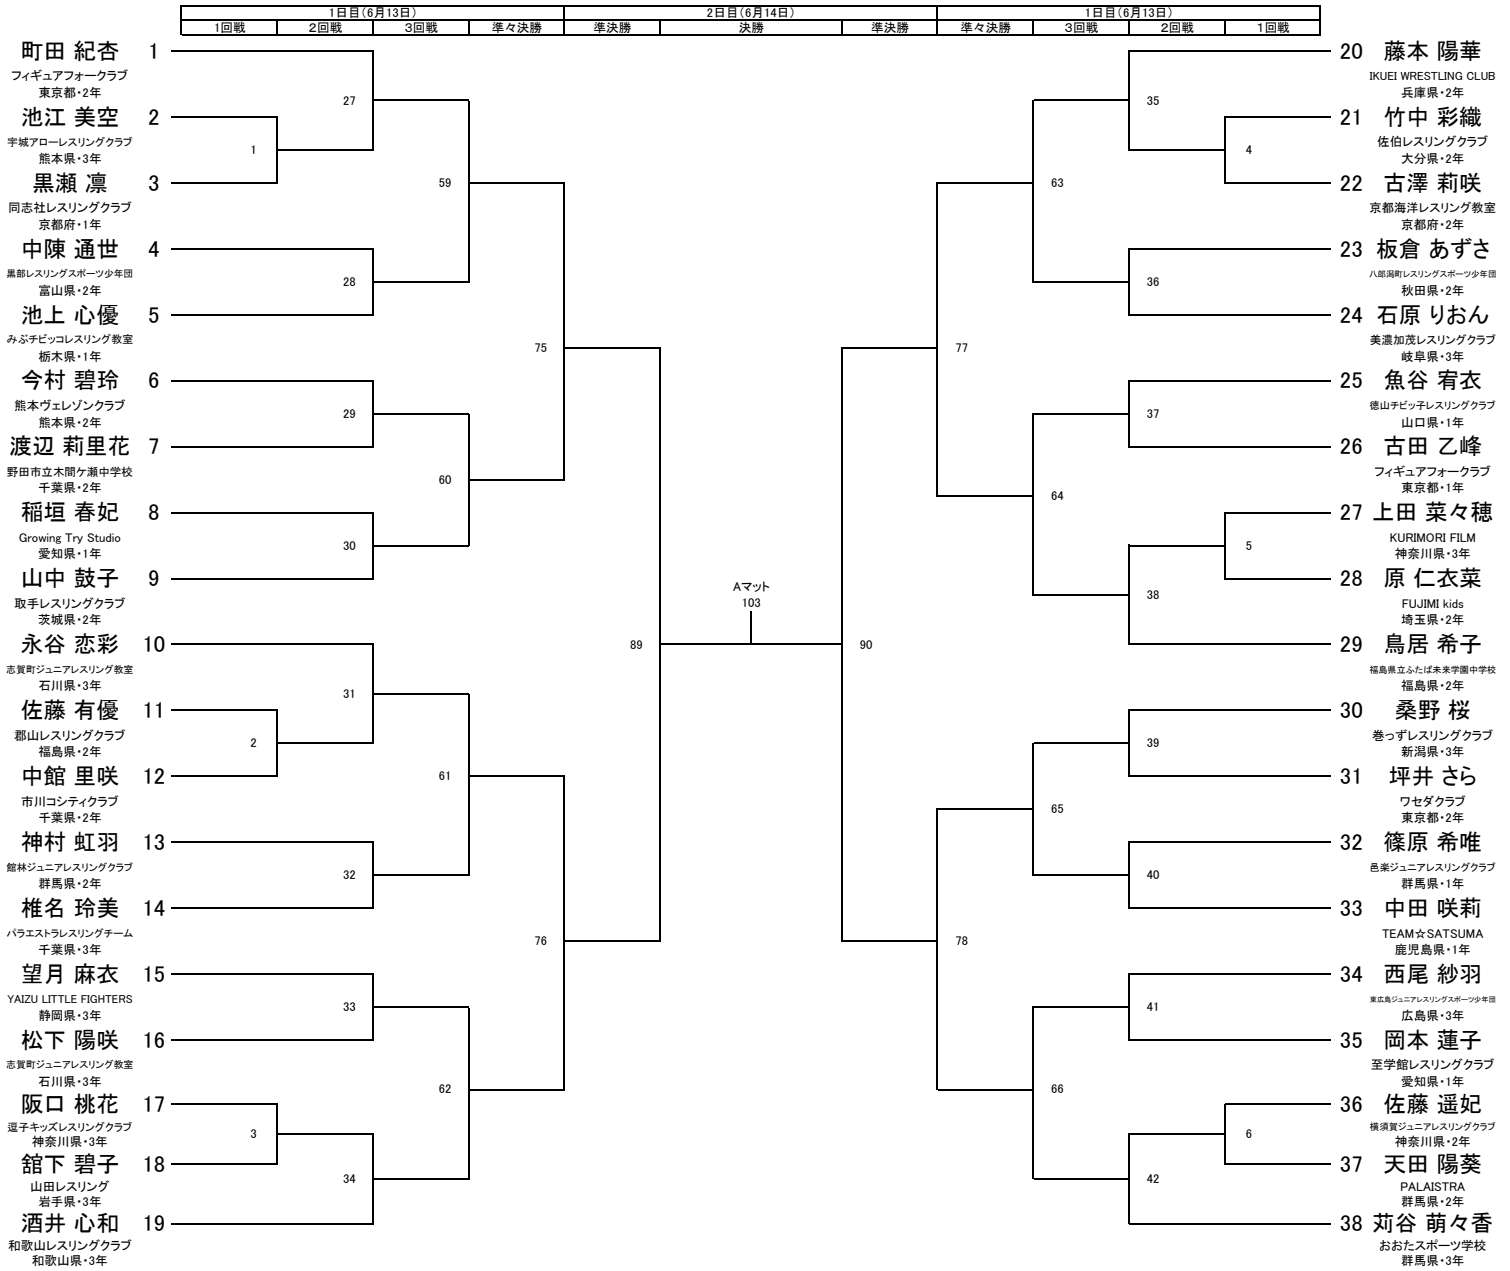 1日目(6月13日) 2日目(6月14日) 1日目(6月13日)
1回戦 2回戦 3回戦 準々決勝 準決勝 決勝 準決勝 準々決勝 3回戦 2回戦 1回戦
町田 紀杏 1
フィギュアフォークラブ
東京都・2年
池江 美空 2
宇城アローレスリングクラブ
熊本県・3年
黒瀬 凛 3
同志社レスリングクラブ
京都府・1年
中陳 通世 4
黒部レスリングスポーツ少年団
富山県・2年
池上 心優 5
みぶチビッコレスリング教室
栃木県・1年
今村 碧玲 6
熊本ヴェレゾンクラブ
熊本県・2年
渡辺 莉里花 7
野田市立木間ケ瀬中学校
千葉県・2年
稲垣 春妃 8
Growing Try Studio
愛知県・1年
山中 鼓子 9
取手レスリングクラブ
茨城県・2年
永谷 恋彩 10
志賀町ジュニアレスリング教室
石川県・3年
佐藤 有優 11
郡山レスリングクラブ
福島県・2年
中館 里咲 12
市川コシティクラブ
千葉県・2年
神村 虹羽 13
館林ジュニアレスリングクラブ
群馬県・2年
椎名 玲美 14
パラエストラレスリングチーム
千葉県・3年
望月 麻衣 15
YAIZU LITTLE FIGHTERS
静岡県・3年
松下 陽咲 16
志賀町ジュニアレスリング教室
石川県・3年
阪口 桃花 17
逗子キッズレスリングクラブ
神奈川県・3年
舘下 碧子 18
山田レスリング
岩手県・3年
酒井 心和 19
和歌山レスリングクラブ
和歌山県・3年
1
2
3
27
28
29
30
31
32
33
34
59
60
61
62
75
76
89
Aマット
103
90
77
78
63
64
65
66
35
36
37
38
39
40
41
42
4
5
6
20 藤本 陽華
IKUEI WRESTLING CLUB
兵庫県・2年
21 竹中 彩織
佐伯レスリングクラブ
大分県・2年
22 古澤 莉咲
京都海洋レスリング教室
京都府・2年
23 板倉 あずさ
八郎潟町レスリングスポーツ少年団
秋田県・2年
24 石原 りおん
美濃加茂レスリングクラブ
岐阜県・3年
25 魚谷 宥衣
徳山チビッ子レスリングクラブ
山口県・1年
26 古田 乙峰
フィギュアフォークラブ
東京都・1年
27 上田 菜々穂
KURIMORI FILM
神奈川県・3年
28 原 仁衣菜
FUJIMI kids
埼玉県・2年
29 鳥居 希子
福島県立ふたば未来学園中学校
福島県・2年
30 桑野 桜
巻っずレスリングクラブ
新潟県・3年
31 坪井 さら
ワセダクラブ
東京都・2年
32 篠原 希唯
邑楽ジュニアレスリングクラブ
群馬県・1年
33 中田 咲莉
TEAM☆SATSUMA
鹿児島県・1年
34 西尾 紗羽
東広島ジュニアレスリングスポーツ少年団
広島県・3年
35 岡本 蓮子
至学館レスリングクラブ
愛知県・1年
36 佐藤 遥妃
横須賀ジュニアレスリングクラブ
神奈川県・2年
37 天田 陽葵
PALAISTRA
群馬県・2年
38 苅谷 萌々香
おおたスポーツ学校
群馬県・3年